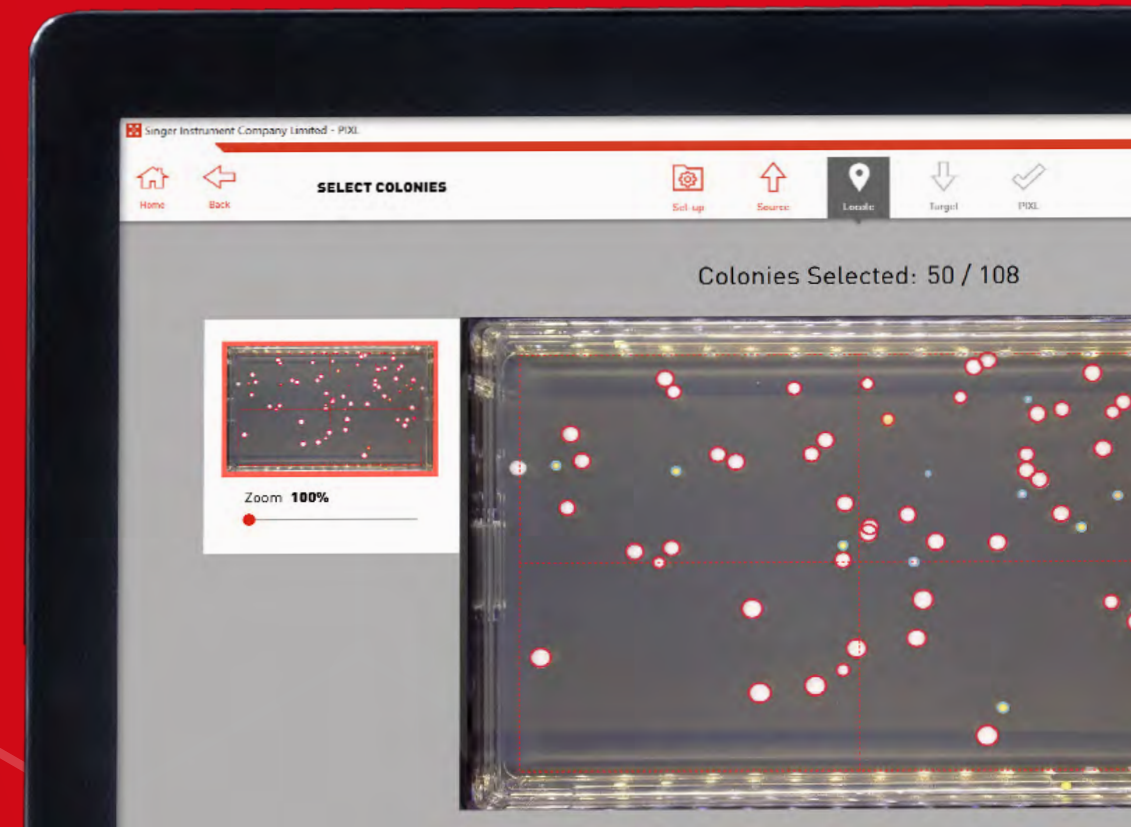 Singer Instrument Company Limited - PIXL
Home
Back
SELECT COLONIES
Set-up
Source
Locate
Target
PIXL
Colonies Selected: 50 / 108
Zoom 100%